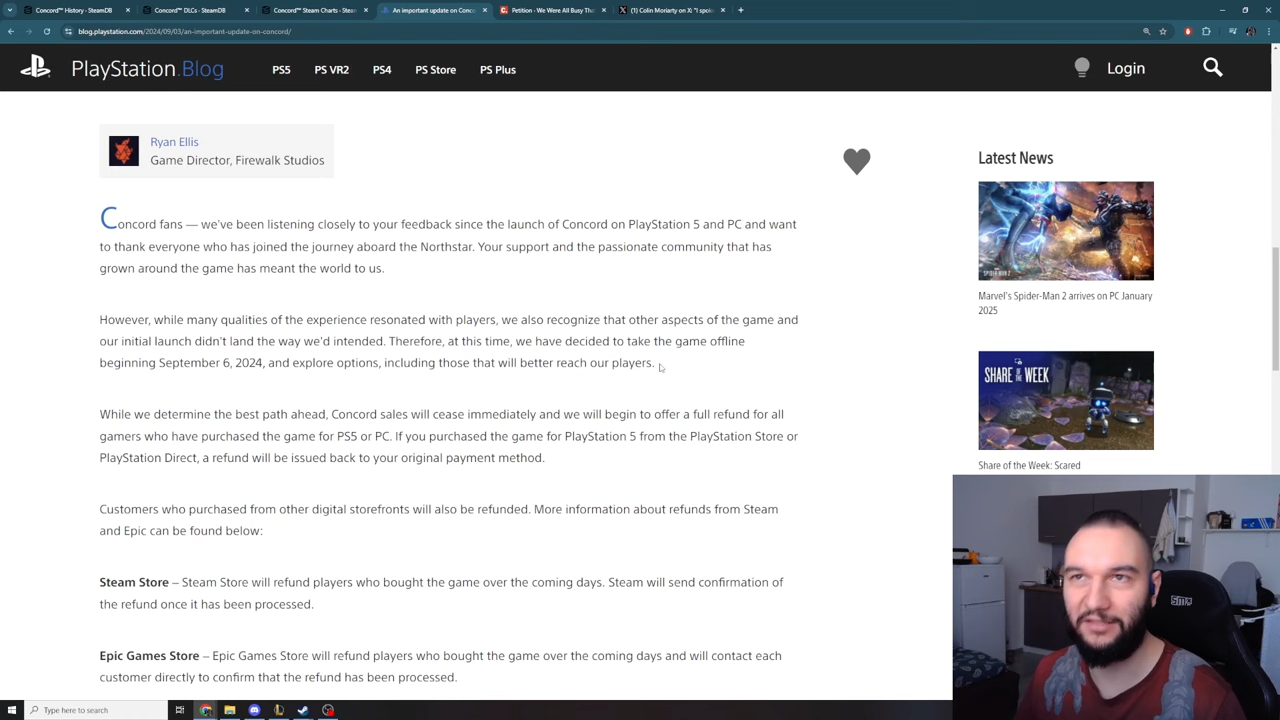 Concord™ History - SteamDB
Concord™ DLCs - SteamDB
Concord™ Steam Charts - Steam
An important update on Conc
Petition - We Were All Busy Tha
(1) Colin Moriarty on X: "I spok
blog.playstation.com/2024/09/03/an-important-update-on-concord/
PlayStation.Blog
PS5
PS VR2
PS4
PS Store
PS Plus
Login
Ryan Ellis
Game Director, Firewalk Studios
Concord fans — we've been listening closely to your feedback since the launch of Concord on PlayStation 5 and PC and want
to thank everyone who has joined the journey aboard the Northstar. Your support and the passionate community that has
grown around the game has meant the world to us.
However, while many qualities of the experience resonated with players, we also recognize that other aspects of the game and
our initial launch didn't land the way we'd intended. Therefore, at this time, we have decided to take the game offline
beginning September 6, 2024, and explore options, including those that will better reach our players.
While we determine the best path ahead, Concord sales will cease immediately and we will begin to offer a full refund for all
gamers who have purchased the game for PS5 or PC. If you purchased the game for PlayStation 5 from the PlayStation Store or
PlayStation Direct, a refund will be issued back to your original payment method.
Customers who purchased from other digital storefronts will also be refunded. More information about refunds from Steam
and Epic can be found below:
Steam Store – Steam Store will refund players who bought the game over the coming days. Steam will send confirmation of
the refund once it has been processed.
Epic Games Store – Epic Games Store will refund players who bought the game over the coming days and will contact each
customer directly to confirm that the refund has been processed.
Latest News
Marvel's Spider-Man 2 arrives on PC January
2025
SHARE OF
THE WEEK
Share of the Week: Scared
Type here to search